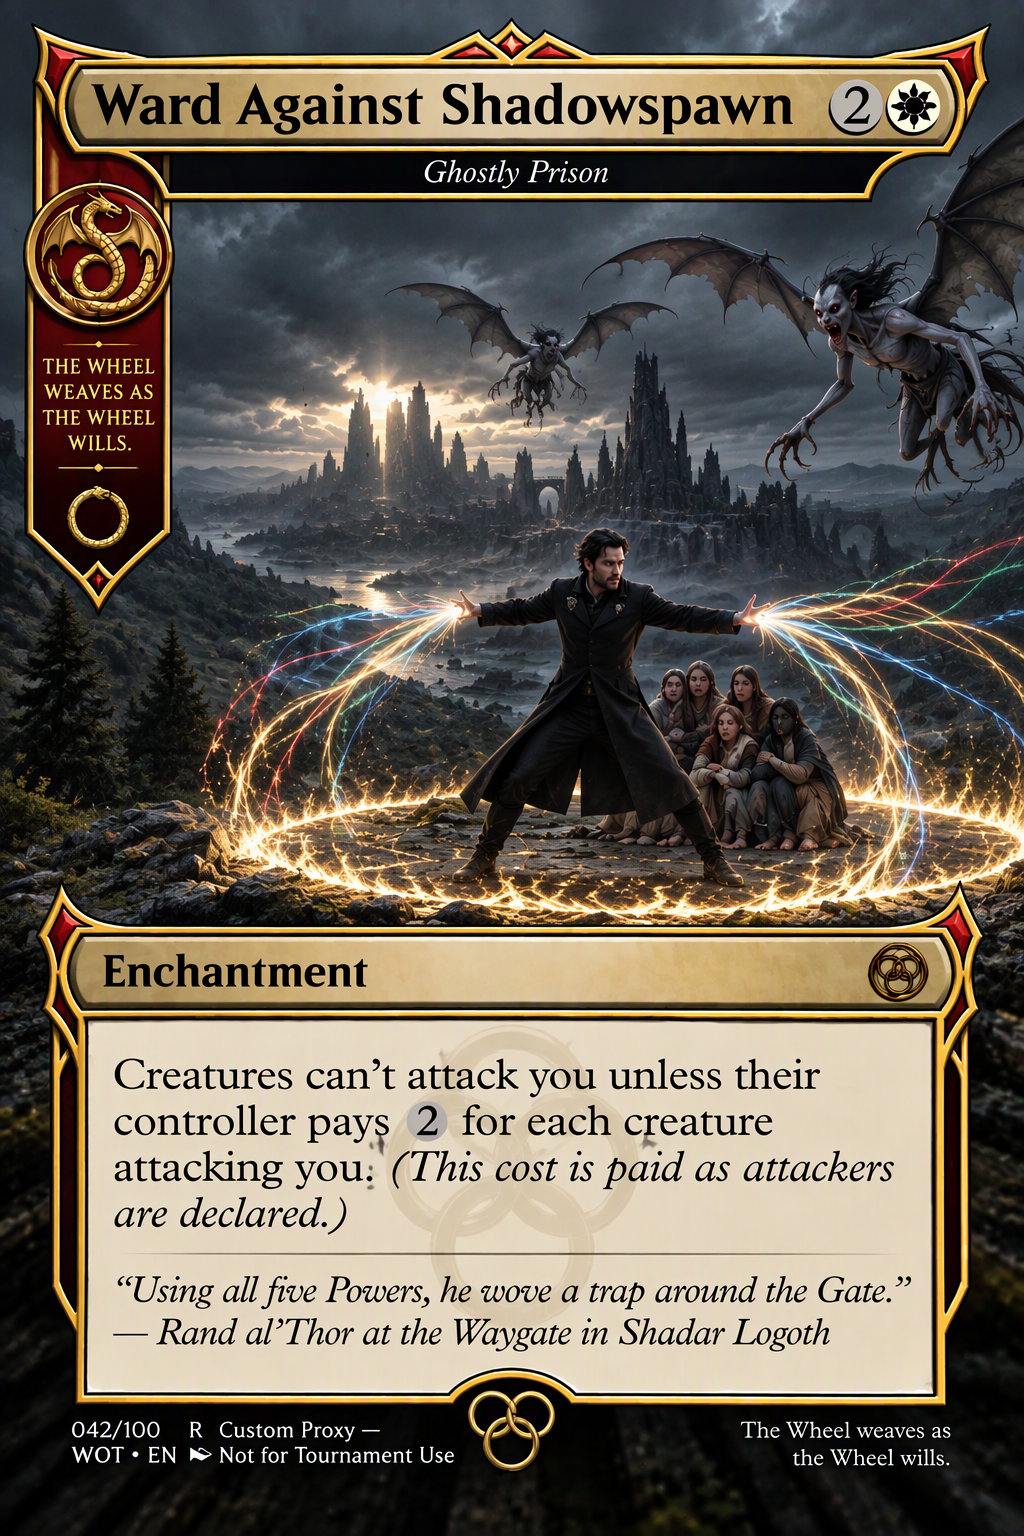 Ward Against Shadowspawn 2
Ghostly Prison
THE WHEEL
WEAVES AS
THE WHEEL
WILLS.
Enchantment
Creatures can’t attack you unless their
controller pays 2 for each creature
attacking you. (This cost is paid as attackers
are declared.)
“Using all five Powers, he wove a trap around the Gate.”
— Rand al’Thor at the Waygate in Shadar Logoth
042/100 R Custom Proxy —
WOT • EN Not for Tournament Use
The Wheel weaves as
the Wheel wills.